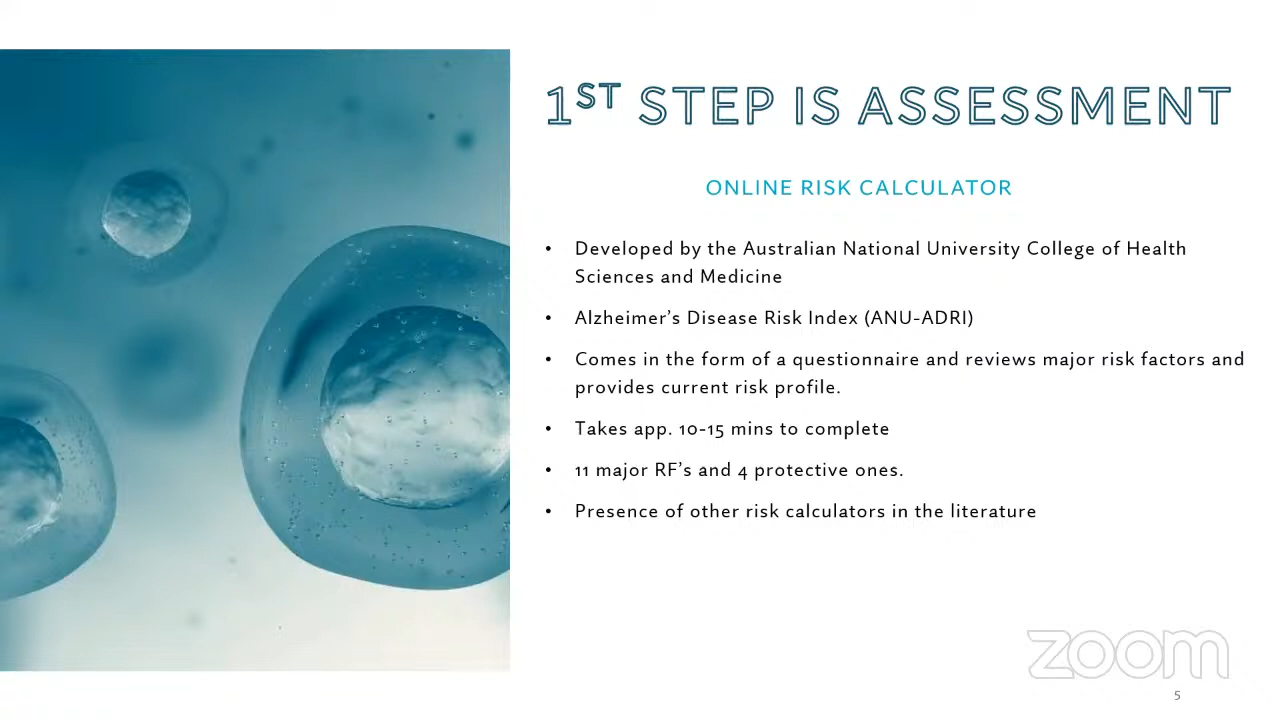 1ST STEP IS ASSESSMENT
ONLINE RISK CALCULATOR
• Developed by the Australian National University College of Health
Sciences and Medicine
• Alzheimer’s Disease Risk Index (ANU-ADRI)
• Comes in the form of a questionnaire and reviews major risk factors and
provides current risk profile.
• Takes app. 10-15 mins to complete
• 11 major RF’s and 4 protective ones.
• Presence of other risk calculators in the literature
zoom
5